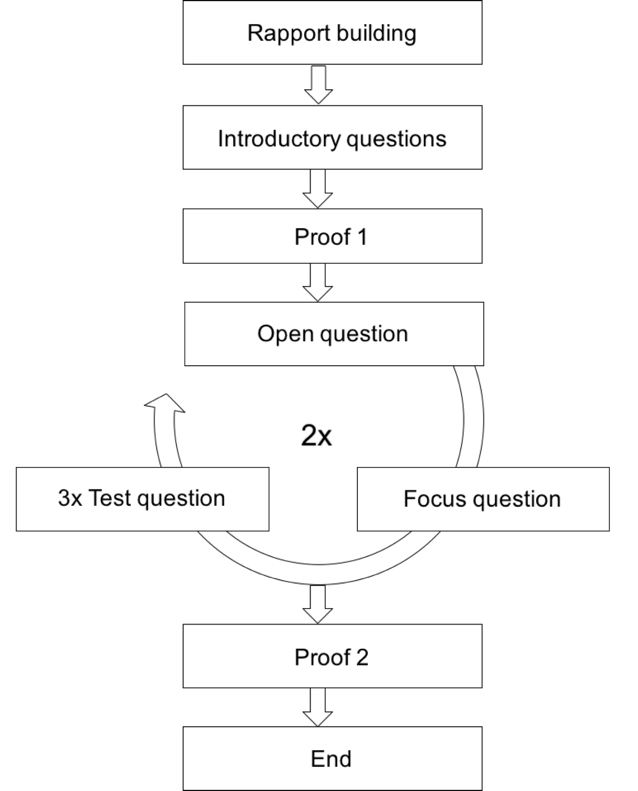 Rapport building
Introductory questions
Proof 1
Open question
2x
3x Test question
Focus question
Proof 2
End